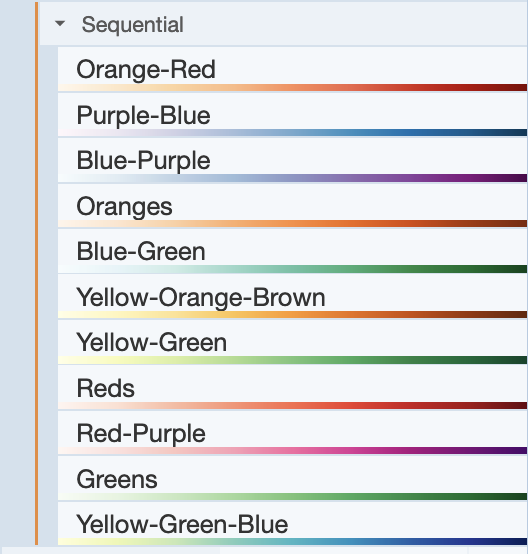 Sequential
Orange-Red
Purple-Blue
Blue-Purple
Oranges
Blue-Green
Yellow-Orange-Brown
Yellow-Green
Reds
Red-Purple
Greens
Yellow-Green-Blue